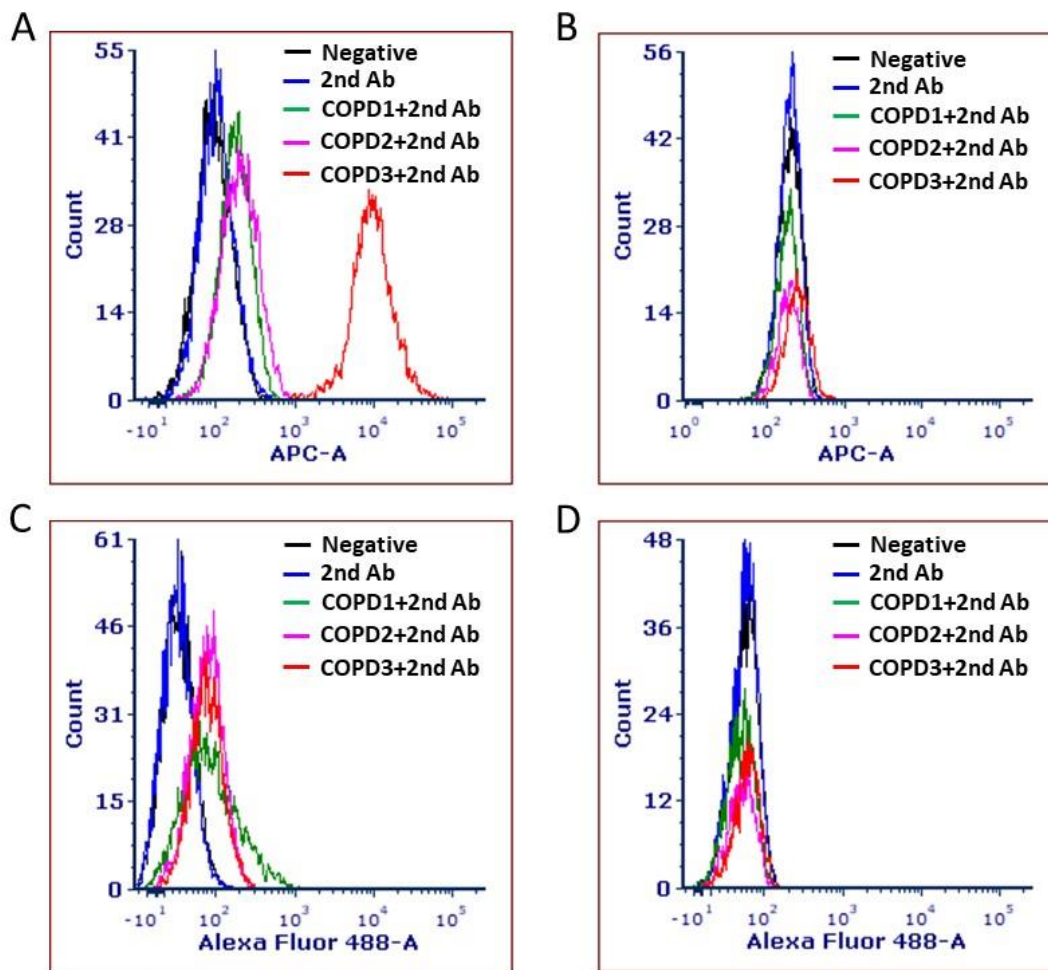 A
55
41
28
14
0
Count
-10¹ 10² 10³ 10⁴ 10⁵
APC-A
Negative
2nd Ab
COPD1+2nd Ab
COPD2+2nd Ab
COPD3+2nd Ab
B
56
42
28
14
0
Count
10⁰ 10² 10³ 10⁴ 10⁵
APC-A
Negative
2nd Ab
COPD1+2nd Ab
COPD2+2nd Ab
COPD3+2nd Ab
C
61
46
31
15
0
Count
-10¹ 10² 10³ 10⁴ 10⁵
Alexa Fluor 488-A
Negative
2nd Ab
COPD1+2nd Ab
COPD2+2nd Ab
COPD3+2nd Ab
D
48
36
24
12
0
Count
-10¹ 10² 10³ 10⁴ 10⁵
Alexa Fluor 488-A
Negative
2nd Ab
COPD1+2nd Ab
COPD2+2nd Ab
COPD3+2nd Ab